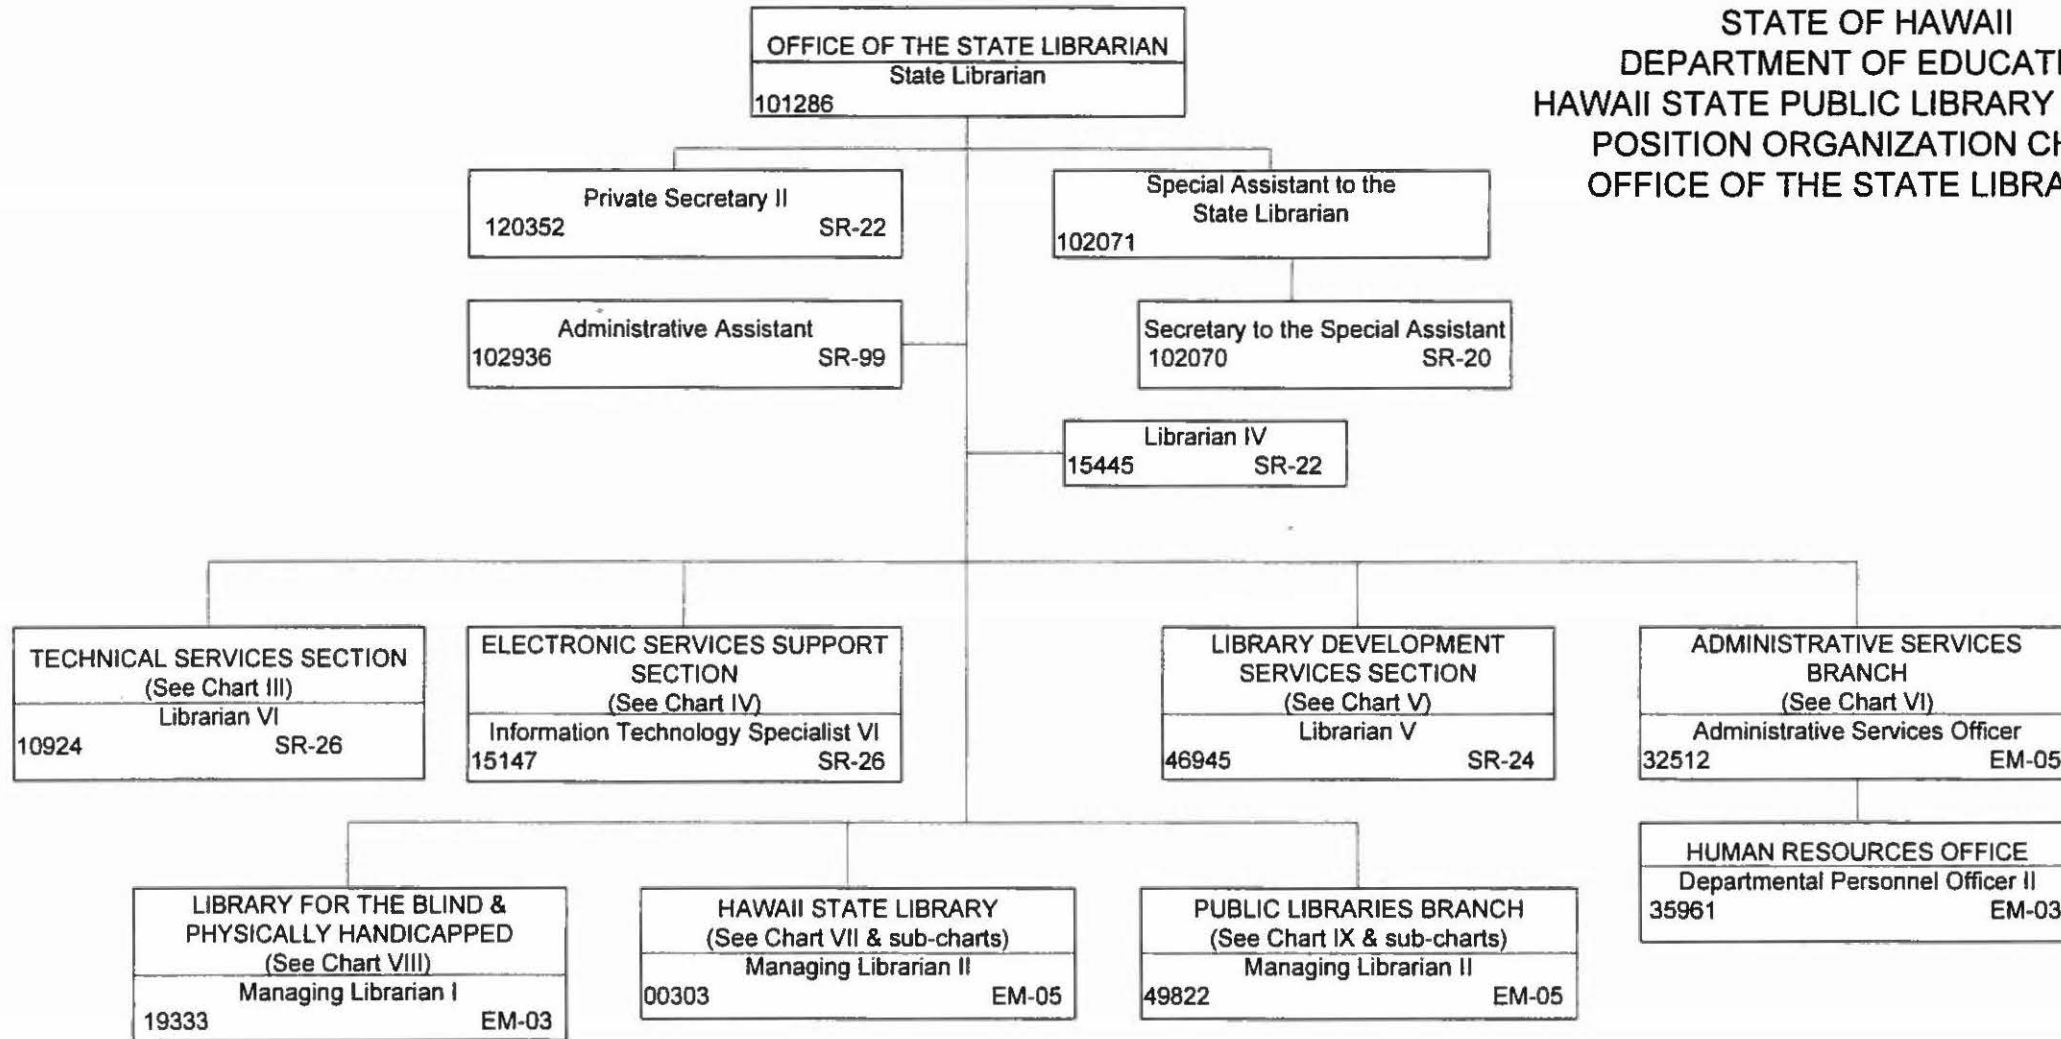 STATE OF HAWAII
DEPARTMENT OF EDUCATI
HAWAII STATE PUBLIC LIBRARY
POSITION ORGANIZATION CH
OFFICE OF THE STATE LIBRA
OFFICE OF THE STATE LIBRARIAN
State Librarian
101286
Private Secretary II
120352 SR-22
Special Assistant to the
State Librarian
102071
Administrative Assistant
102936 SR-99
Secretary to the Special Assistant
102070 SR-20
Librarian IV
15445 SR-22
TECHNICAL SERVICES SECTION
(See Chart III)
Librarian VI
10924 SR-26
ELECTRONIC SERVICES SUPPORT
SECTION
(See Chart IV)
Information Technology Specialist VI
15147 SR-26
LIBRARY DEVELOPMENT
SERVICES SECTION
(See Chart V)
Librarian V
46945 SR-24
ADMINISTRATIVE SERVICES
BRANCH
(See Chart VI)
Administrative Services Officer
32512 EM-05
HUMAN RESOURCES OFFICE
Departmental Personnel Officer II
35961 EM-03
LIBRARY FOR THE BLIND &
PHYSICALLY HANDICAPPED
(See Chart VIII)
Managing Librarian I
19333 EM-03
HAWAII STATE LIBRARY
(See Chart VII & sub-charts)
Managing Librarian II
00303 EM-05
PUBLIC LIBRARIES BRANCH
(See Chart IX & sub-charts)
Managing Librarian II
49822 EM-05